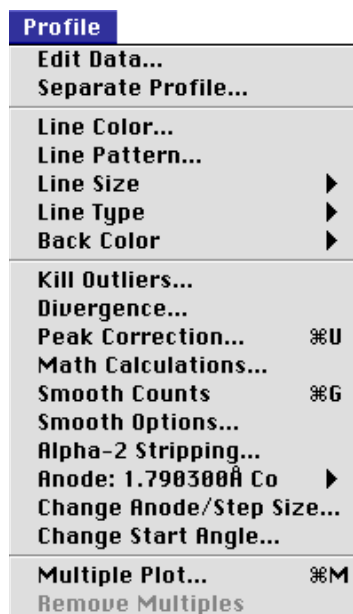 Profile
Edit Data...
Separate Profile...
Line Color...
Line Pattern...
Line Size
Line Type
Back Color
Kill Outliers...
Divergence...
Peak Correction... ⌘U
Math Calculations...
Smooth Counts ⌘G
Smooth Options...
Alpha-2 Stripping...
Anode: 1.790300Å Co
Change Anode/Step Size...
Change Start Angle...
Multiple Plot... ⌘M
Remove Multiples